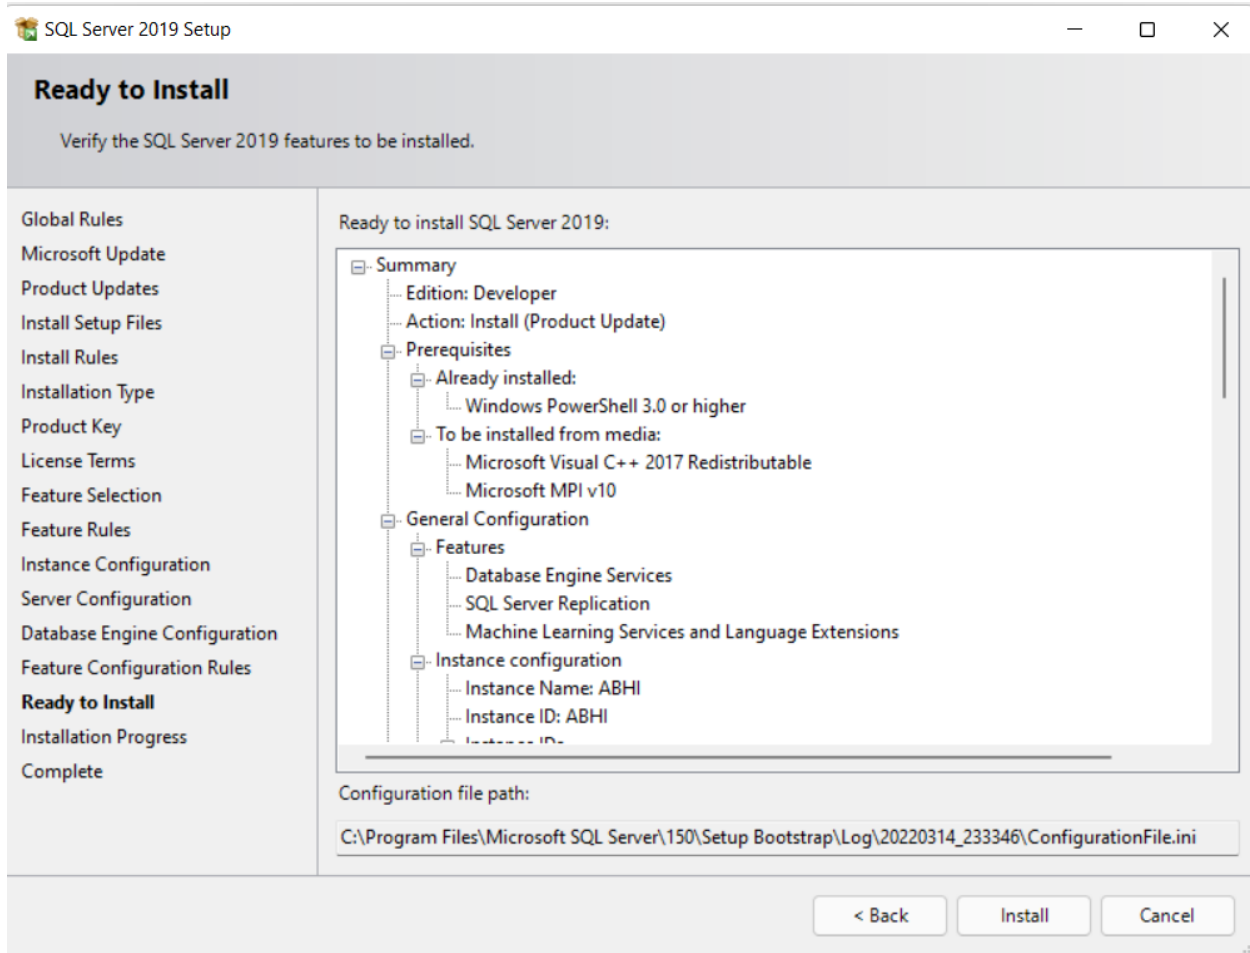 SQL Server 2019 Setup
Ready to Install
Verify the SQL Server 2019 features to be installed.
Global Rules
Microsoft Update
Product Updates
Install Setup Files
Install Rules
Installation Type
Product Key
License Terms
Feature Selection
Feature Rules
Instance Configuration
Server Configuration
Database Engine Configuration
Feature Configuration Rules
Ready to Install
Installation Progress
Complete
Ready to install SQL Server 2019:
Summary
Edition: Developer
Action: Install (Product Update)
Prerequisites
Already installed:
Windows PowerShell 3.0 or higher
To be installed from media:
Microsoft Visual C++ 2017 Redistributable
Microsoft MPI v10
General Configuration
Features
Database Engine Services
SQL Server Replication
Machine Learning Services and Language Extensions
Instance configuration
Instance Name: ABHI
Instance ID: ABHI
Configuration file path:
C:\Program Files\Microsoft SQL Server\150\Setup Bootstrap\Log\20220314_233346\ConfigurationFile.ini
< Back
Install
Cancel